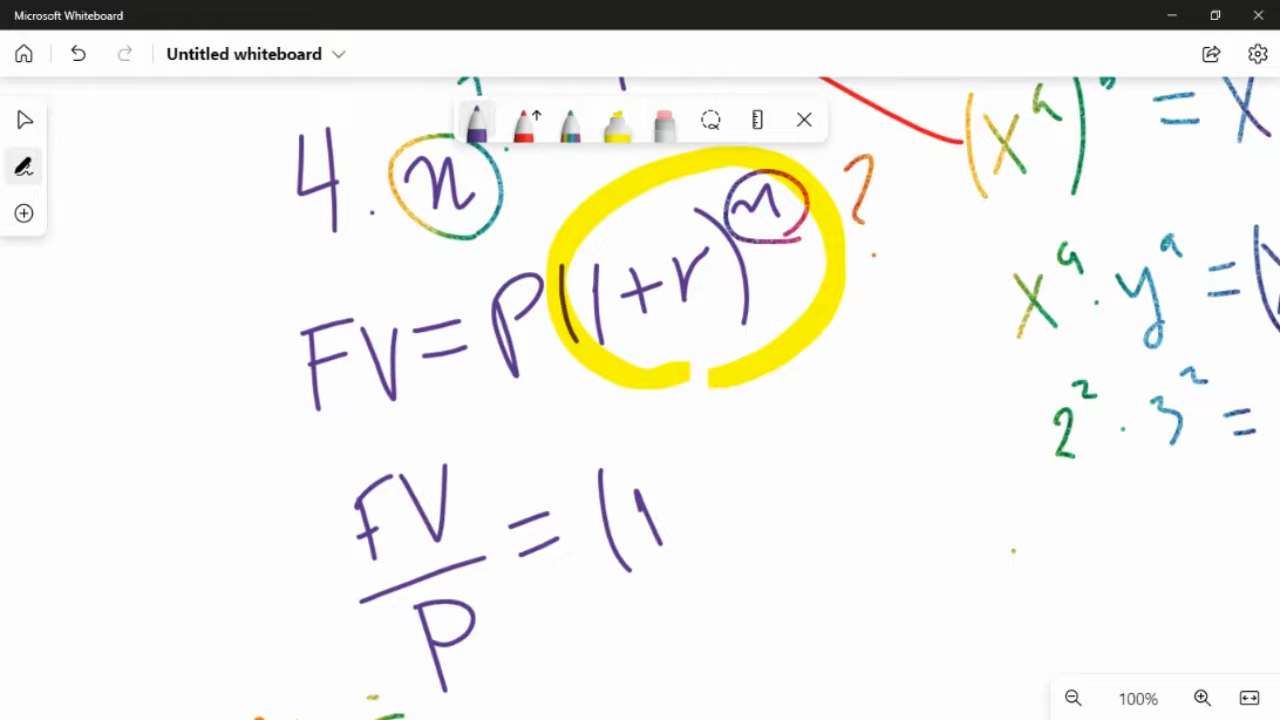 Microsoft Whiteboard
Untitled whiteboard
4. n
FV = P(1+r)^n ?
FV/P = (1
(x^a)^b = x
x^a . y^a = (
2^2 . 3^2 =
100%